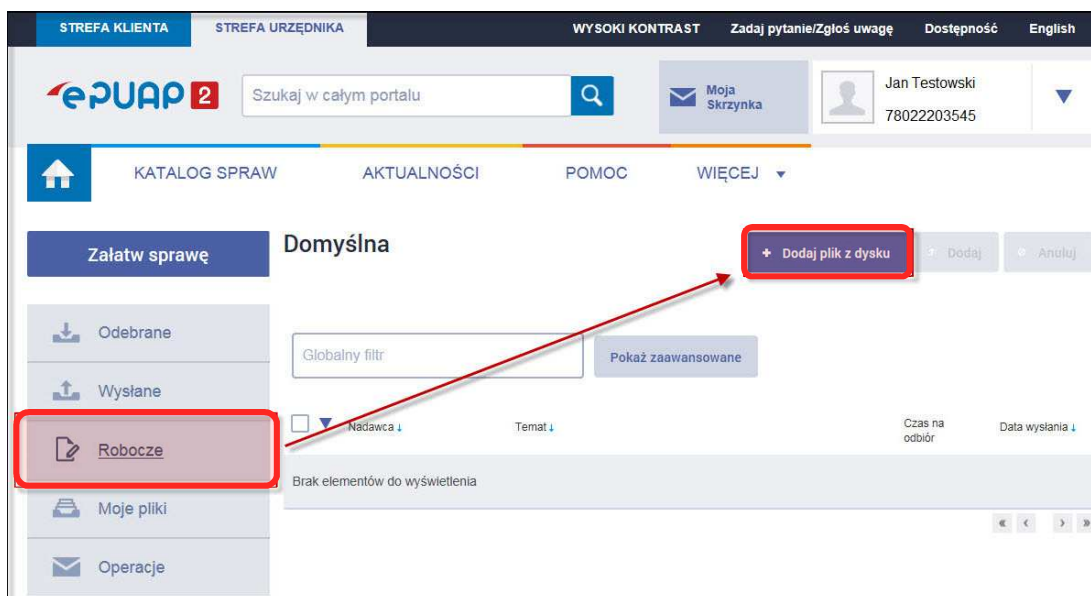 STREFA KLIENTA STREFA URZĘDNIKA WYSOKI KONTRAST Zadaj pytanie/Zgłoś uwagę Dostępność English
ePUAP 2 Szukaj w całym portalu Moja Skrzynka Jan Testowski
78022203545
KATALOG SPRAW AKTUALNOŚCI POMOC WIĘCEJ
Załatw sprawę Domyślna + Dodaj plik z dysku Dodaj Anuluj
Odebrane
Globalny filtr Pokaż zaawansowane
Wysłane
Nadawca Temat Czas na odbiór Data wysłania
Robocze
Brak elementów do wyświetlenia
Moje pliki
Operacje